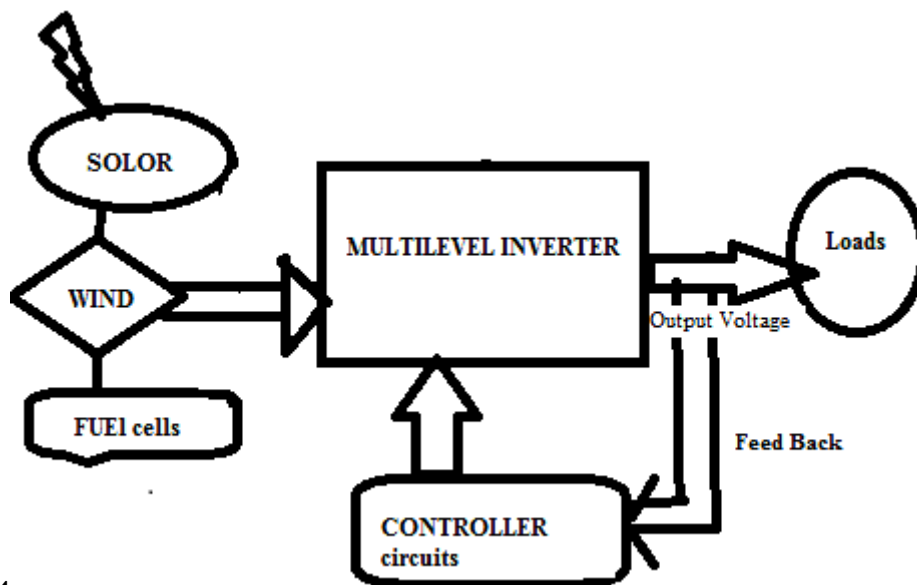 SOLOR
WIND
FUEl cells
MULTILEVEL INVERTER
Loads
Output Voltage
Feed Back
CONTROLLER
circuits